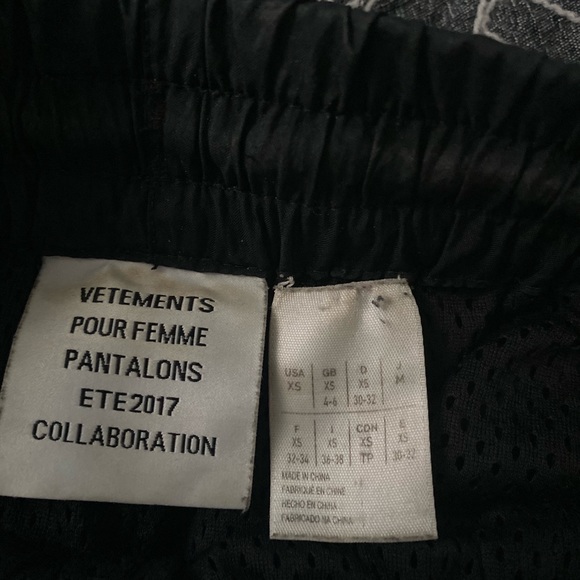 VETEMENTS
POUR FEMME
PANTALONS
ETE2017
COLLABORATION
USA GB D J
XS XS XS M
4-6 30-32
F I CDN E
XS XS XS XS
32-34 36-38 TP 30-32
MADE IN CHINA
FABRIQUÉ EN CHINE
HECHO EN CHINA
FABRICADO NA CHINA